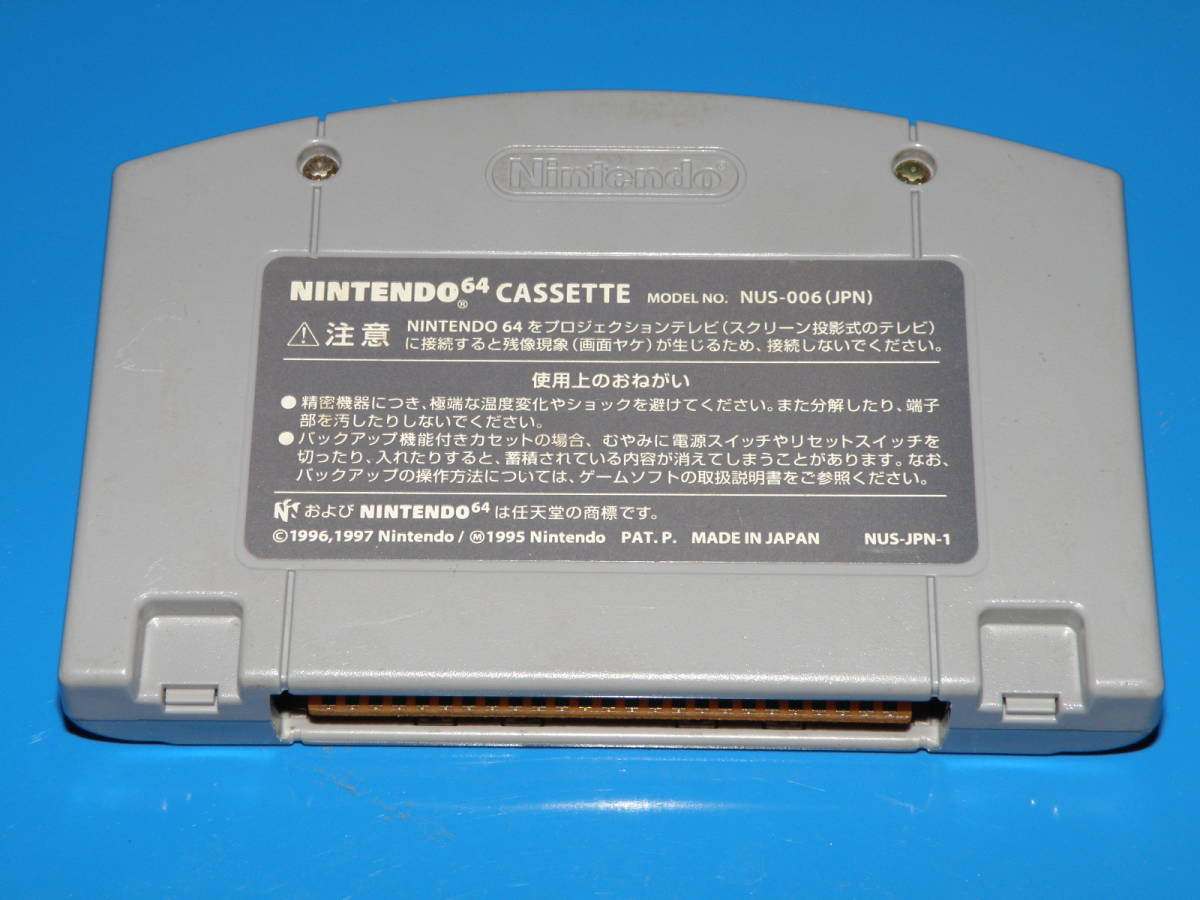 Nintendo®
NINTENDO64® CASSETTE MODEL NO. NUS-006(JPN)
注意 NINTENDO 64をプロジェクションテレビ(スクリーン投影式のテレビ)
に接続すると残像現象(画面ヤケ)が生じるため、接続しないでください。
使用上のおねがい
●精密機器につき、極端な温度変化やショックを避けてください。また分解したり、端子
部を汚したりしないでください。
●バックアップ機能付きカセットの場合、むやみに電源スイッチやリセットスイッチを
切ったり、入れたりすると、蓄積されている内容が消えてしまうことがあります。なお、
バックアップの操作方法については、ゲームソフトの取扱説明書をご参照ください。
および NINTENDO64 は任天堂の商標です。
©1996,1997 Nintendo / Ⓜ1995 Nintendo PAT. P. MADE IN JAPAN NUS-JPN-1